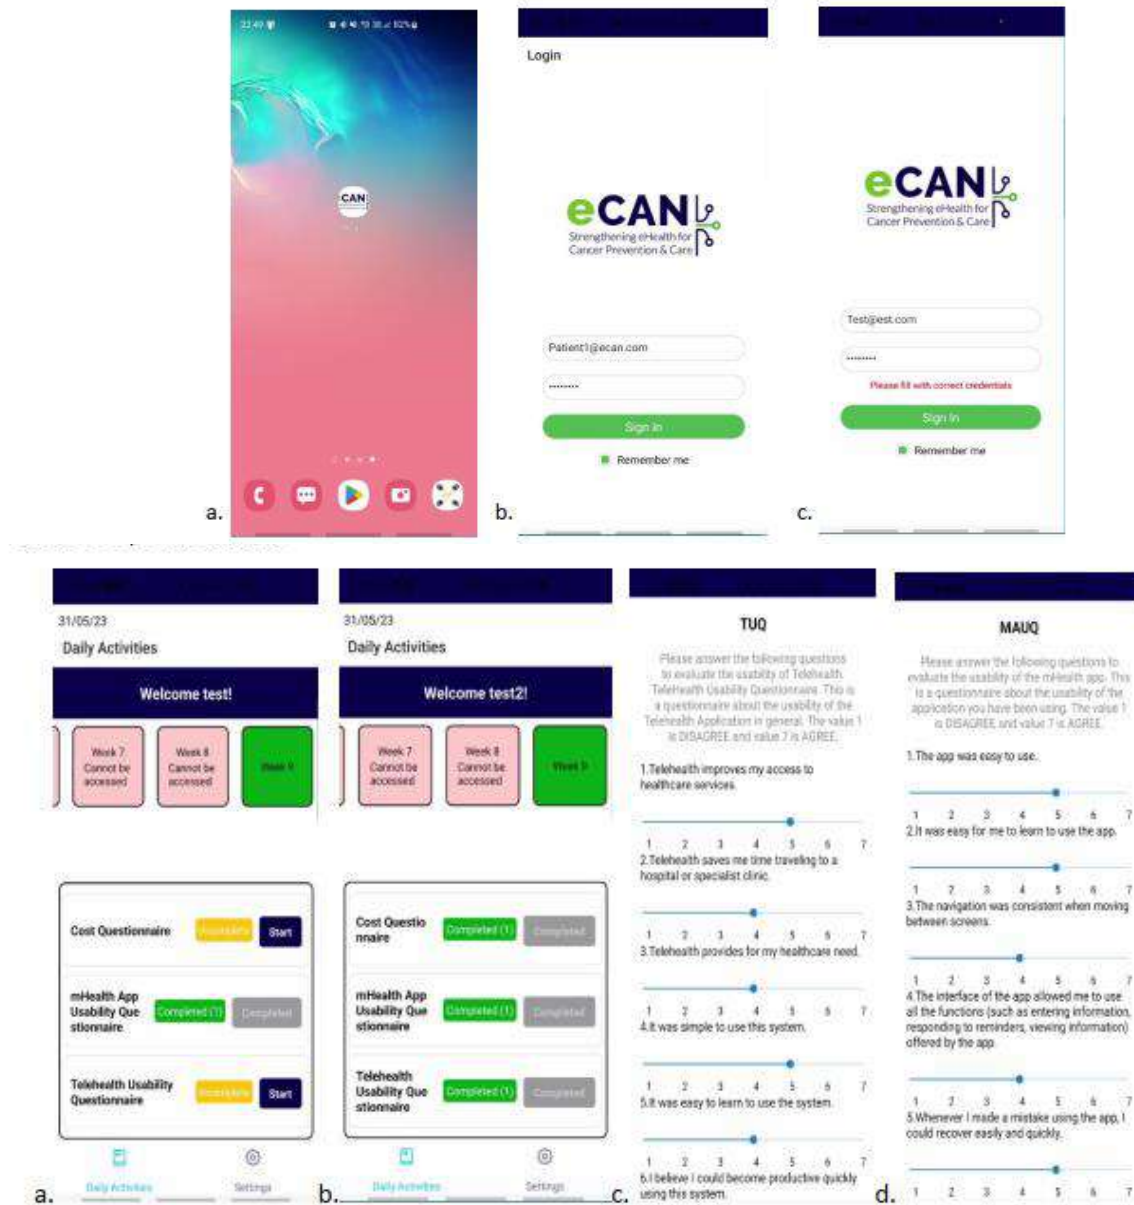 22:49
82%
CAN
a.
Login
eCAN
Strengthening eHealth for
Cancer Prevention & Care
Patient1@ecan.com
Sign in
Remember me
b.
eCAN
Strengthening eHealth for
Cancer Prevention & Care
Test@est.com
Please fill with correct credentials
Sign In
Remember me
c.
31/05/23
Daily Activities
Welcome test!
Week 7
Cannot be
accessed
Week 8
Cannot be
accessed
Week 9
Cost Questionnaire
Incomplete
Start
mHealth App
Usability Que
stionnaire
Completed (1)
Completed
Telehealth Usability
Questionnaire
Incomplete
Start
Daily Activities
Settings
a.
31/05/23
Daily Activities
Welcome test2!
Week 7
Cannot be
accessed
Week 8
Cannot be
accessed
Week 9
Cost Questio
nnaire
Completed (1)
Completed
mHealth App
Usability Que
stionnaire
Completed (1)
Completed
Telehealth
Usability Que
stionnaire
Completed (1)
Completed
Daily Activities
Settings
b.
TUQ
Please answer the following questions
to evaluate the usability of Telehealth.
TeleHealth Usability Questionnaire. This is
a questionnaire about the usability of the
Telehealth Application in general. The value 1
is DISAGREE and value 7 is AGREE.
1.Telehealth improves my access to
healthcare services.
1 2 3 4 5 6 7
2.Telehealth saves me time traveling to a
hospital or specialist clinic.
1 2 3 4 5 6 7
3.Telehealth provides for my healthcare need.
1 2 3 4 5 6 7
4.It was simple to use this system.
1 2 3 4 5 6 7
5.It was easy to learn to use the system.
1 2 3 4 5 6 7
6.I believe I could become productive quickly
using this system.
c.
MAUQ
Please answer the following questions to
evaluate the usability of the mHealth app. This
is a questionnaire about the usability of the
application you have been using. The value 1
is DISAGREE and value 7 is AGREE.
1.The app was easy to use.
1 2 3 4 5 6 7
2.It was easy for me to learn to use the app.
1 2 3 4 5 6 7
3.The navigation was consistent when moving
between screens.
1 2 3 4 5 6 7
4.The interface of the app allowed me to use
all the functions (such as entering information,
responding to reminders, viewing information)
offered by the app.
1 2 3 4 5 6 7
5.Whenever I made a mistake using the app, I
could recover easily and quickly.
1 2 3 4 5 6 7
d.